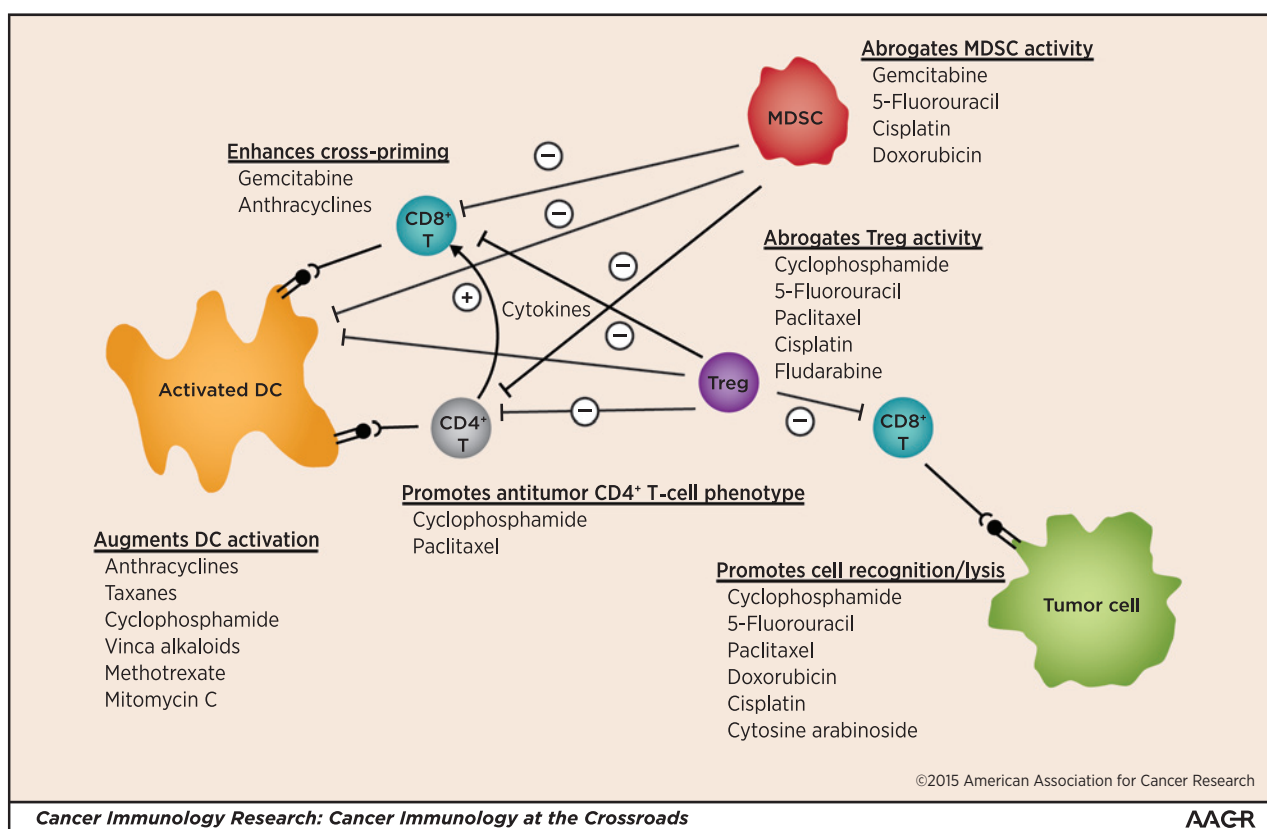 Abrogates MDSC activity
Gemcitabine
5-Fluorouracil
Cisplatin
Doxorubicin
MDSC
Enhances cross-priming
Gemcitabine
Anthracyclines
CD8⁺
T
−
−
−
−
+
Cytokines
Abrogates Treg activity
Cyclophosphamide
5-Fluorouracil
Paclitaxel
Cisplatin
Fludarabine
Activated DC
Treg
CD4⁺
T
−
−
CD8⁺
T
Promotes antitumor CD4⁺ T-cell phenotype
Cyclophosphamide
Paclitaxel
Augments DC activation
Anthracyclines
Taxanes
Cyclophosphamide
Vinca alkaloids
Methotrexate
Mitomycin C
Promotes cell recognition/lysis
Cyclophosphamide
5-Fluorouracil
Paclitaxel
Doxorubicin
Cisplatin
Cytosine arabinoside
Tumor cell
©2015 American Association for Cancer Research
Cancer Immunology Research: Cancer Immunology at the Crossroads
AACR